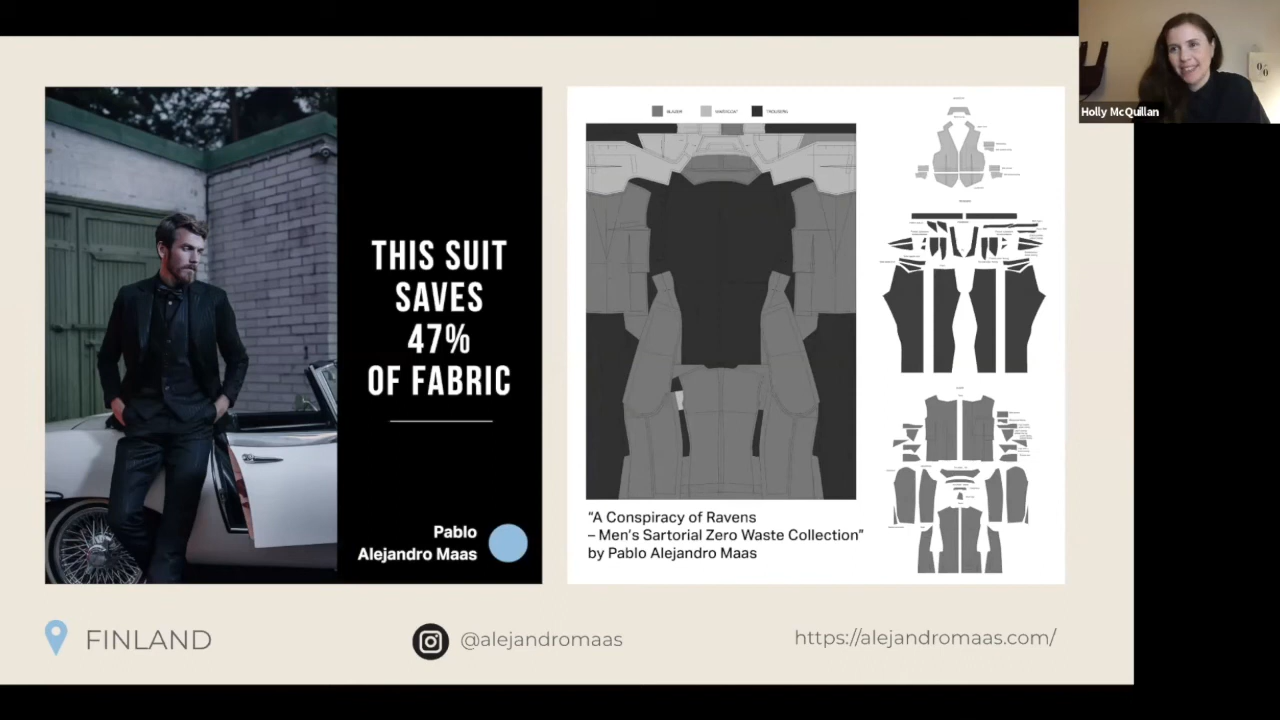 Holly McQuillan
THIS SUIT
SAVES
47%
OF FABRIC
Pablo
Alejandro Maas
BLAZER
WAISTCOAT
TROUSERS
“A Conspiracy of Ravens
– Men’s Sartorial Zero Waste Collection”
by Pablo Alejandro Maas
FINLAND
@alejandromaas
https://alejandromaas.com/